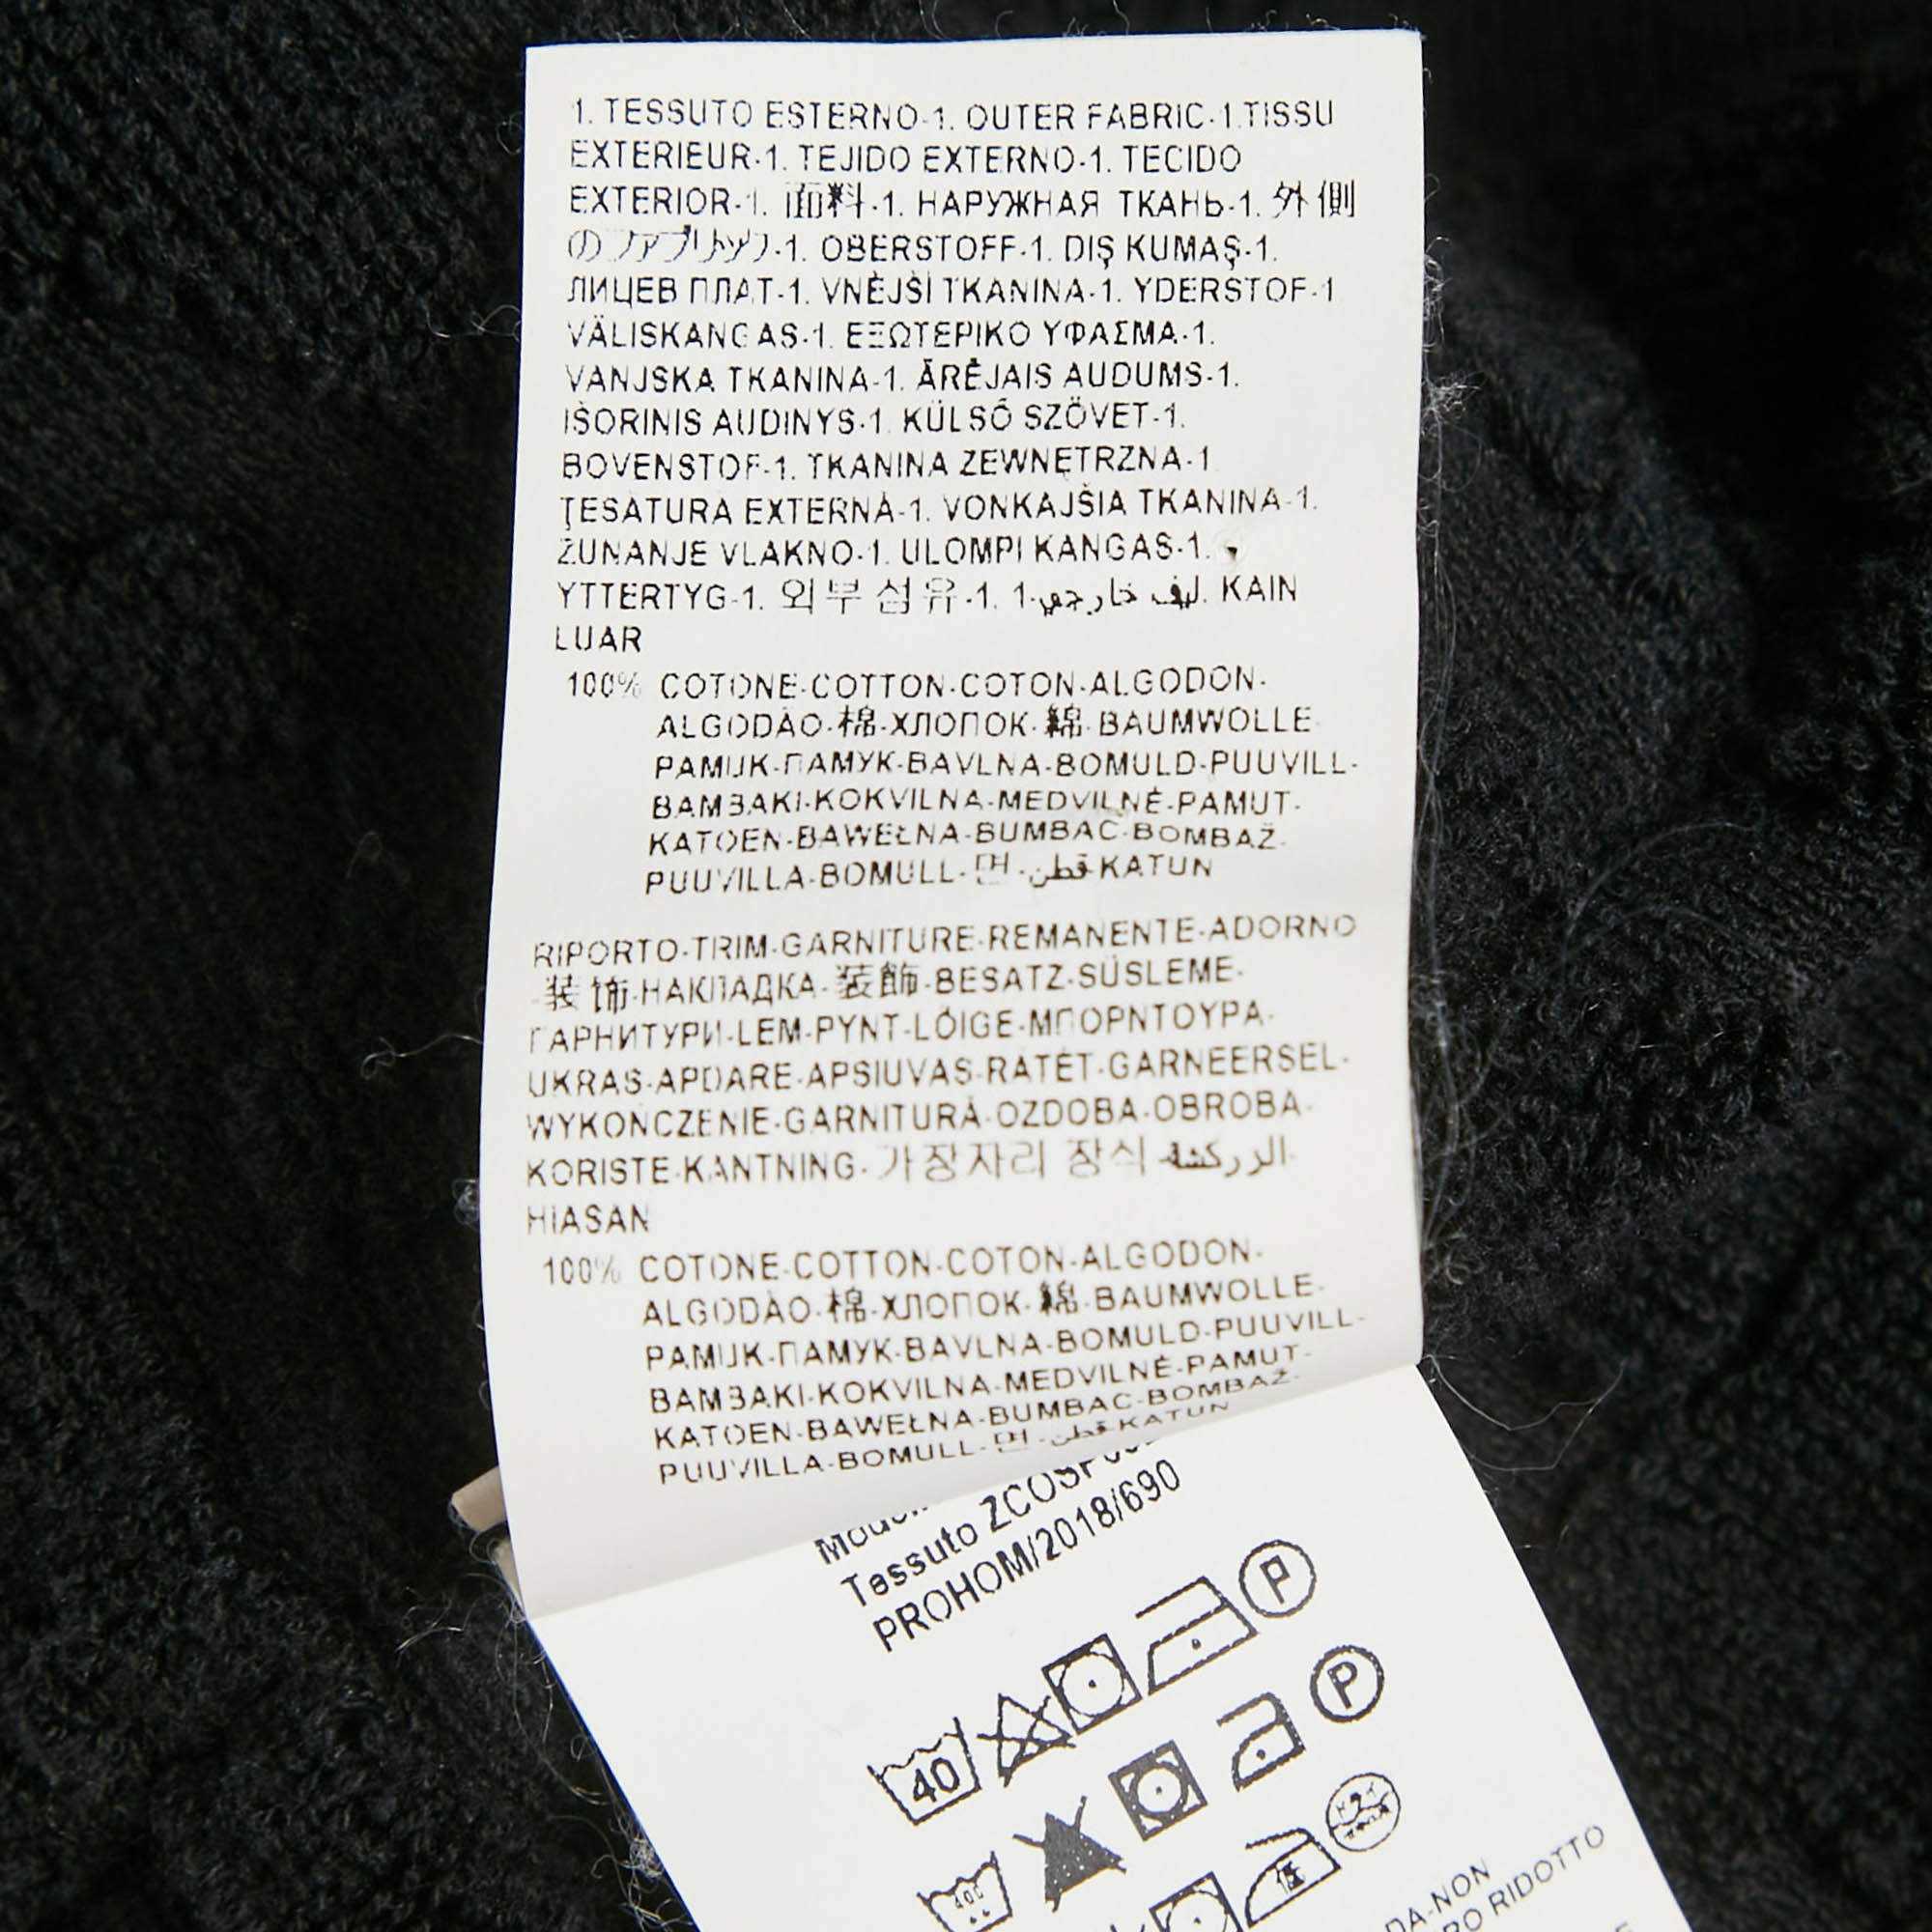 1. TESSUTO ESTERNO-1. OUTER FABRIC-1.TISSU
EXTERIEUR-1. TEJIDO EXTERNO-1. TECIDO
EXTERIOR-1. 面料-1. НАРУЖНАЯ ТКАНЬ-1. 外側
のファブリック-1. OBERSTOFF-1. DIŞ KUMAŞ-1.
ЛИЦЕВ ПЛАТ-1. VNĚJŠÍ TKANINA-1. YDERSTOF-1
VÄLISKANGAS-1. ΕΞΩΤΕΡΙΚΟ ΥΦΑΣΜΑ-1.
VANJSKA TKANINA-1. ĀRĒJAIS AUDUMS-1.
IŠORINIS AUDINYS-1. KÜLSŐ SZÖVET-1.
BOVENSTOF-1. TKANINA ZEWNĘTRZNA-1
ŢESĂTURA EXTERNĂ-1. VONKAJŠIA TKANINA-1.
ZUNANJE VLAKNO-1. ULOMPI KANGAS-1.
YTTERTYG-1. 외부 섬유-1. 1-ليف خارجي. KAIN
LUAR
100% COTONE-COTTON-COTON-ALGODON-
ALGODÃO-棉-ХЛОПОК-綿-BAUMWOLLE-
PAMUK-ПАМУК-BAVLNA-BOMULD-PUUVILL-
BAMBAKI-KOKVILNA-MEDVILNĖ-PAMUT-
KATOEN-BAWEŁNA-BUMBAC-BOMBAŽ-
PUUVILLA-BOMULL-면-قطن-KATUN
RIPORTO-TRIM-GARNITURE-REMANENTE-ADORNO
-装饰-НАКЛАДКА-装飾-BESATZ-SÜSLEME-
ГАРНИТУРИ-LEM-PYNT-LÕIGE-ΜΠΟΡΝΤΟΥΡΑ-
UKRAS-APDARE-APSIUVAS-RÁTÉT-GARNEERSEL-
WYKOŃCZENIE-GARNITURĂ-OZDOBA-OBROBA-
KORISTE-KANTNING-가장자리 장식-الزركشة-
HIASAN
100% COTONE-COTTON-COTON-ALGODON-
ALGODÃO-棉-ХЛОПОК-綿-BAUMWOLLE-
PAMUK-ПАМУК-BAVLNA-BOMULD-PUUVILL-
BAMBAKI-KOKVILNA-MEDVILNĖ-PAMUT-
KATOEN-BAWEŁNA-BUMBAC-BOMBAŽ-
PUUVILLA-BOMULL-면-قطن-KATUN
Tessuto
PROHOM/2018/690
P
40
P
DA-NON
RIDOTTO